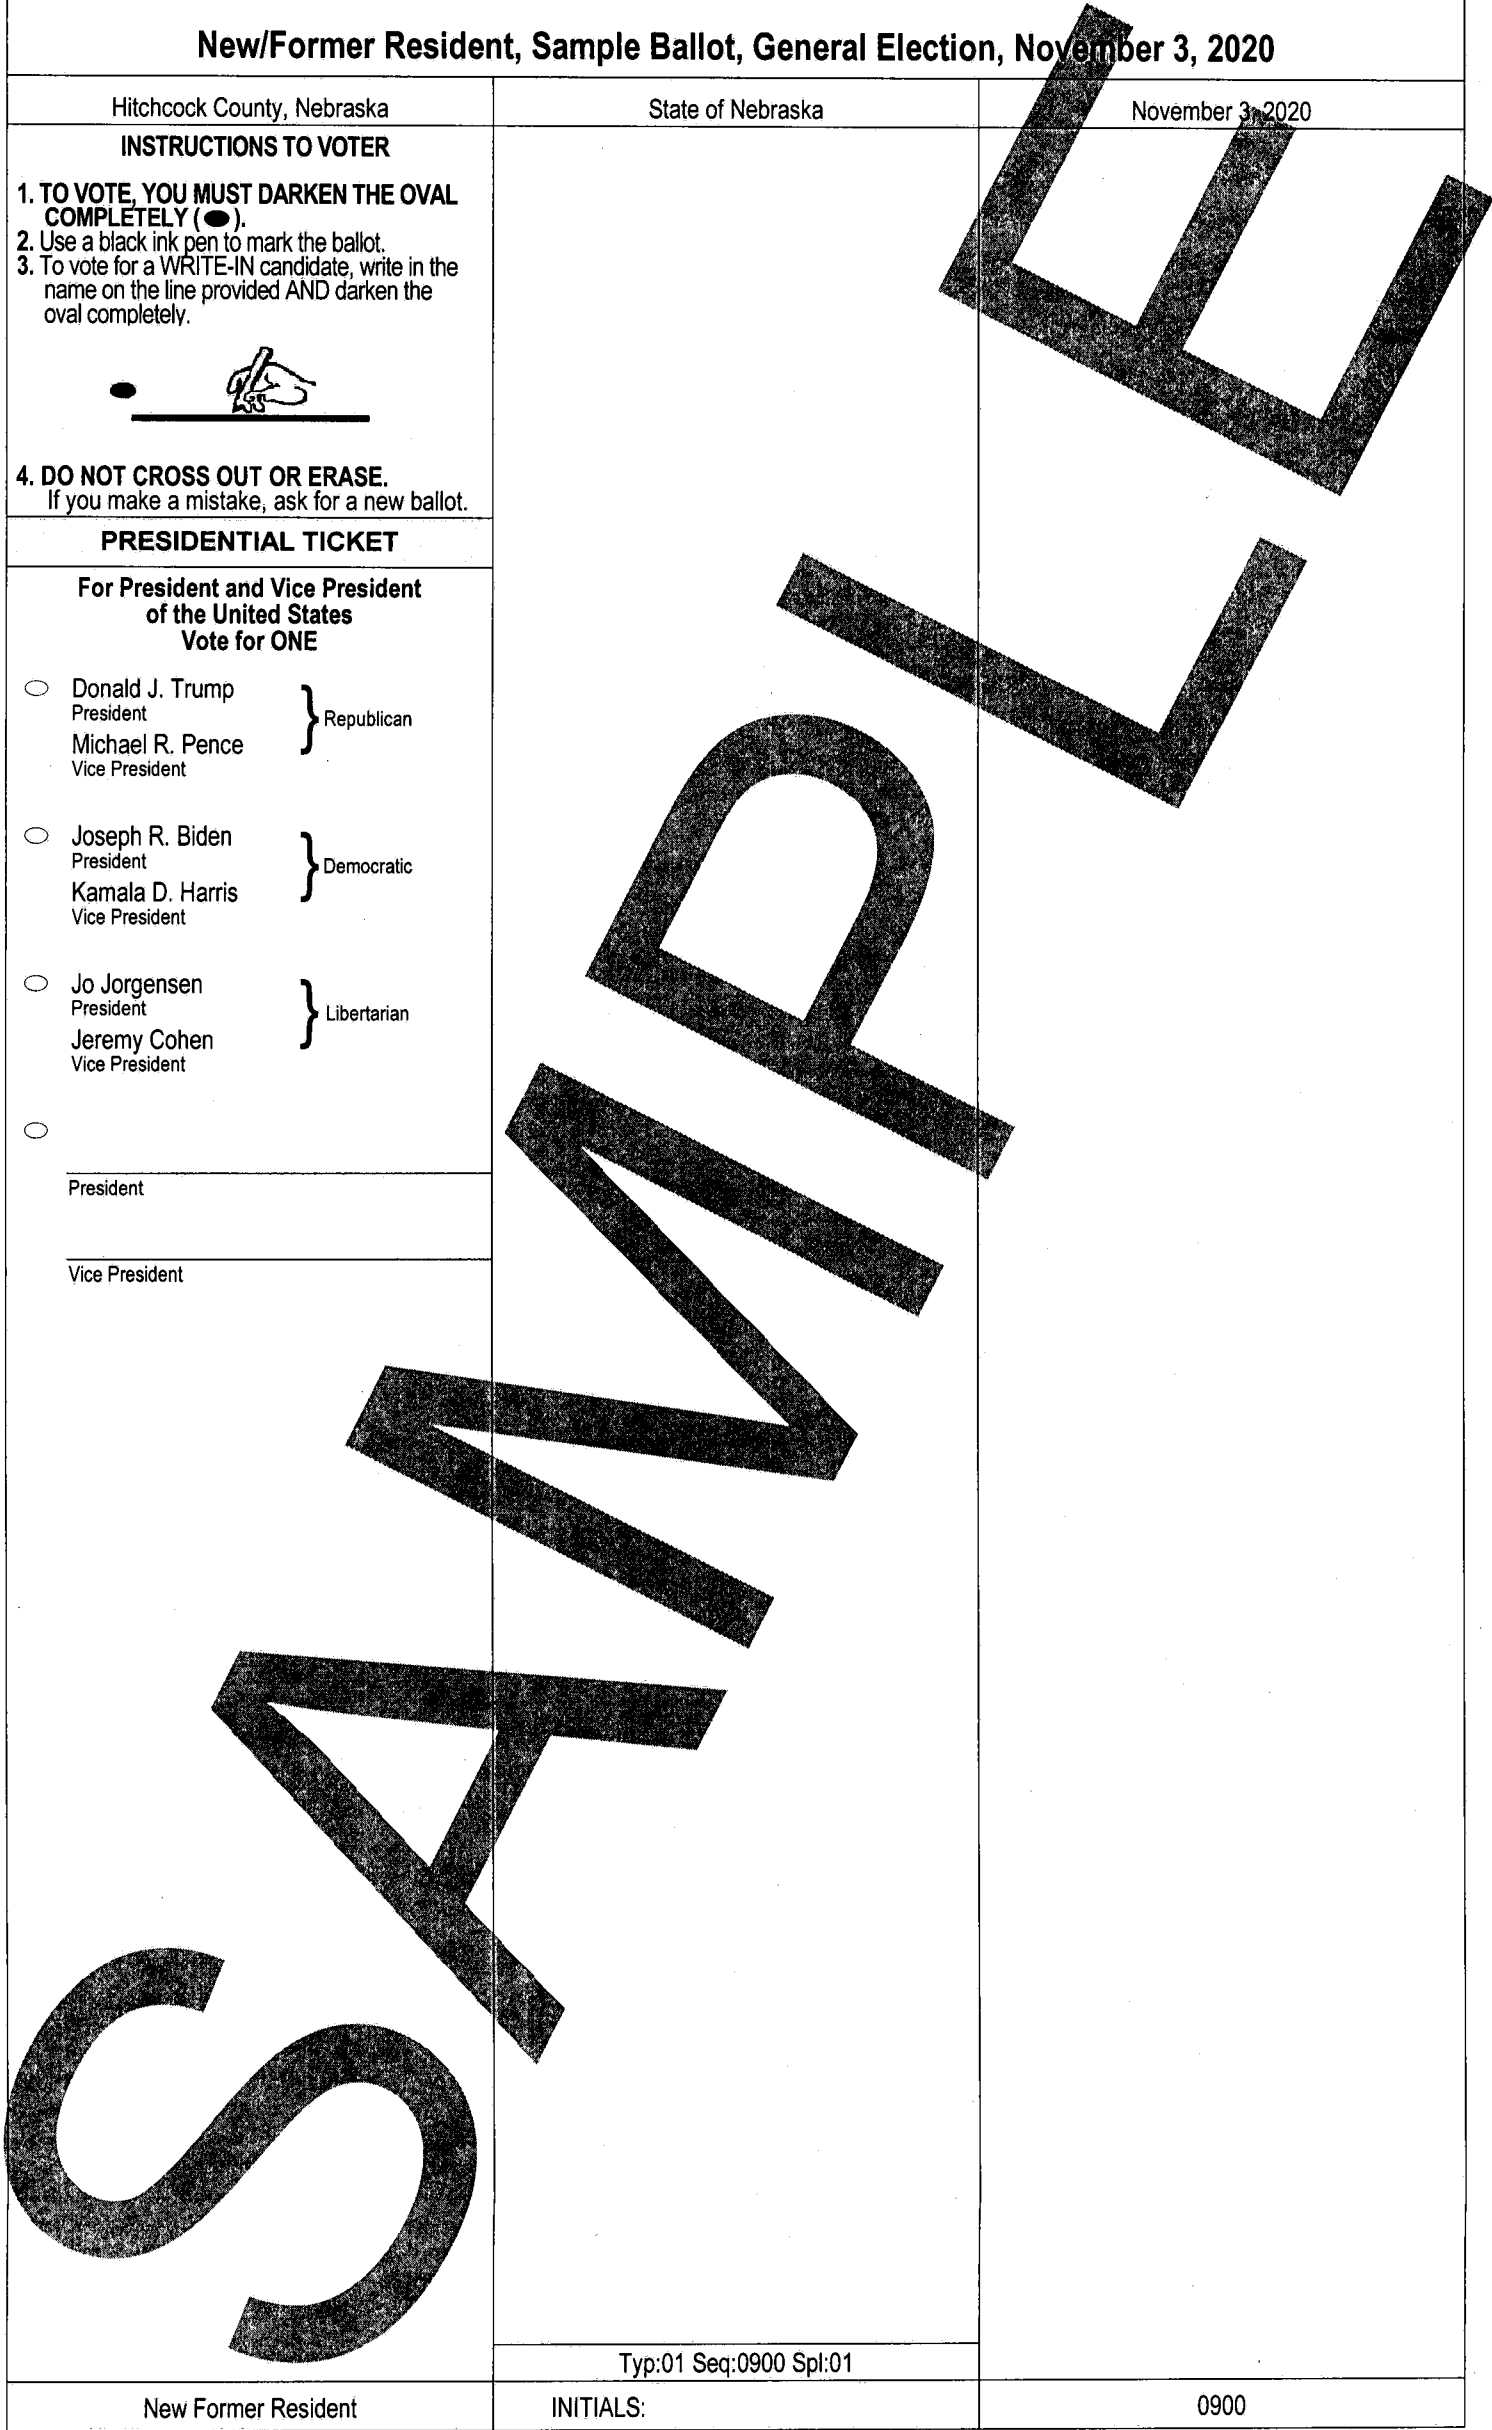 New/Former Resident, Sample Ballot, General Election, November 3, 2020
Hitchcock County, Nebraska
State of Nebraska
November 3, 2020
INSTRUCTIONS TO VOTER
1. TO VOTE, YOU MUST DARKEN THE OVAL
COMPLETELY ( ).
2. Use a black ink pen to mark the ballot.
3. To vote for a WRITE-IN candidate, write in the
name on the line provided AND darken the
oval completely.
4. DO NOT CROSS OUT OR ERASE.
If you make a mistake, ask for a new ballot.
PRESIDENTIAL TICKET
For President and Vice President
of the United States
Vote for ONE
Donald J. Trump
President
Michael R. Pence
Vice President
Republican
Joseph R. Biden
President
Kamala D. Harris
Vice President
Democratic
Jo Jorgensen
President
Jeremy Cohen
Vice President
Libertarian
President
Vice President
SAMPLE
Typ:01 Seq:0900 Spl:01
New Former Resident
INITIALS:
0900